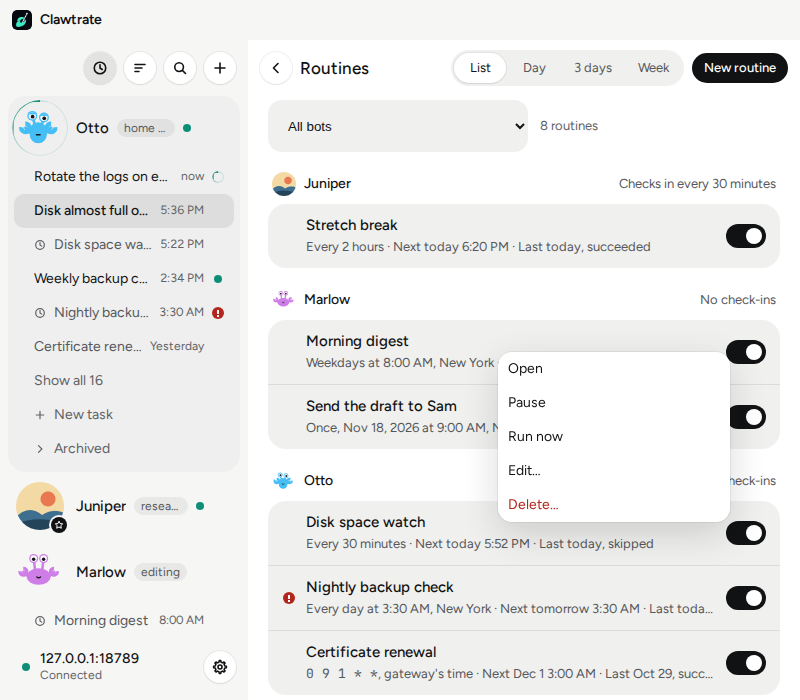 Clawtrate
Otto home ...
Rotate the logs on e... now
Disk almost full o... 5:36 PM
Disk space wa... 5:22 PM
Weekly backup c... 2:34 PM
Nightly backu... 3:30 AM
Certificate rene... Yesterday
Show all 16
New task
Archived
Juniper resea...
Marlow editing
Morning digest 8:00 AM
127.0.0.1:18789
Connected
Routines
List Day 3 days Week
New routine
All bots
8 routines
Juniper
Checks in every 30 minutes
Stretch break
Every 2 hours · Next today 6:20 PM · Last today, succeeded
Marlow
No check-ins
Morning digest
Weekdays at 8:00 AM, New York
Send the draft to Sam
Once, Nov 18, 2026 at 9:00 AM,
Open
Pause
Run now
Edit...
Delete...
Otto
check-ins
Disk space watch
Every 30 minutes · Next today 5:52 PM · Last today, skipped
Nightly backup check
Every day at 3:30 AM, New York · Next tomorrow 3:30 AM · Last toda...
Certificate renewal
0 9 1 * *, gateway's time · Next Dec 1 3:00 AM · Last Oct 29, succ...